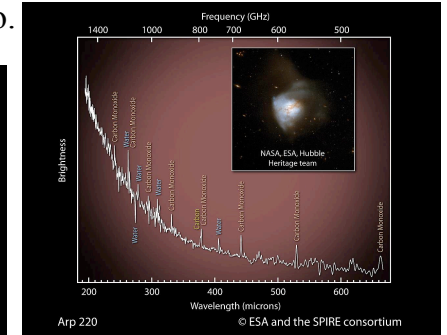 o.
Frequency (GHz)
1400 1000 800 700 600 500
Brightness
Carbon Monoxide
Water
Carbon Monoxide
Water
Water
Carbon Monoxide
Water
Carbon Monoxide
Carbon
Carbon Monoxide
Water
Carbon Monoxide
Carbon Monoxide
Carbon Monoxide
NASA, ESA, Hubble
Heritage team
200 300 400 500 600
Wavelength (microns)
Arp 220
© ESA and the SPIRE consortium